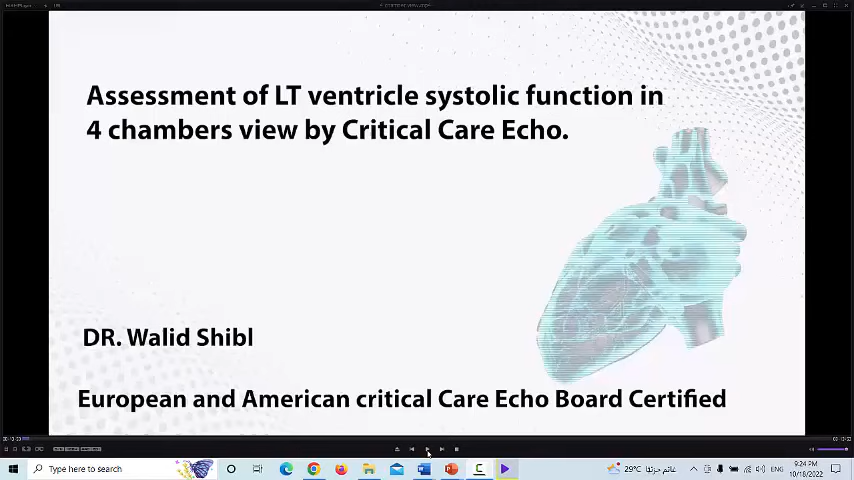 Assessment of LT ventricle systolic function in
4 chambers view by Critical Care Echo.
DR. Walid Shibl
European and American critical Care Echo Board Certified
Type here to search
29°C
ENG
9:24 PM
10/18/2022